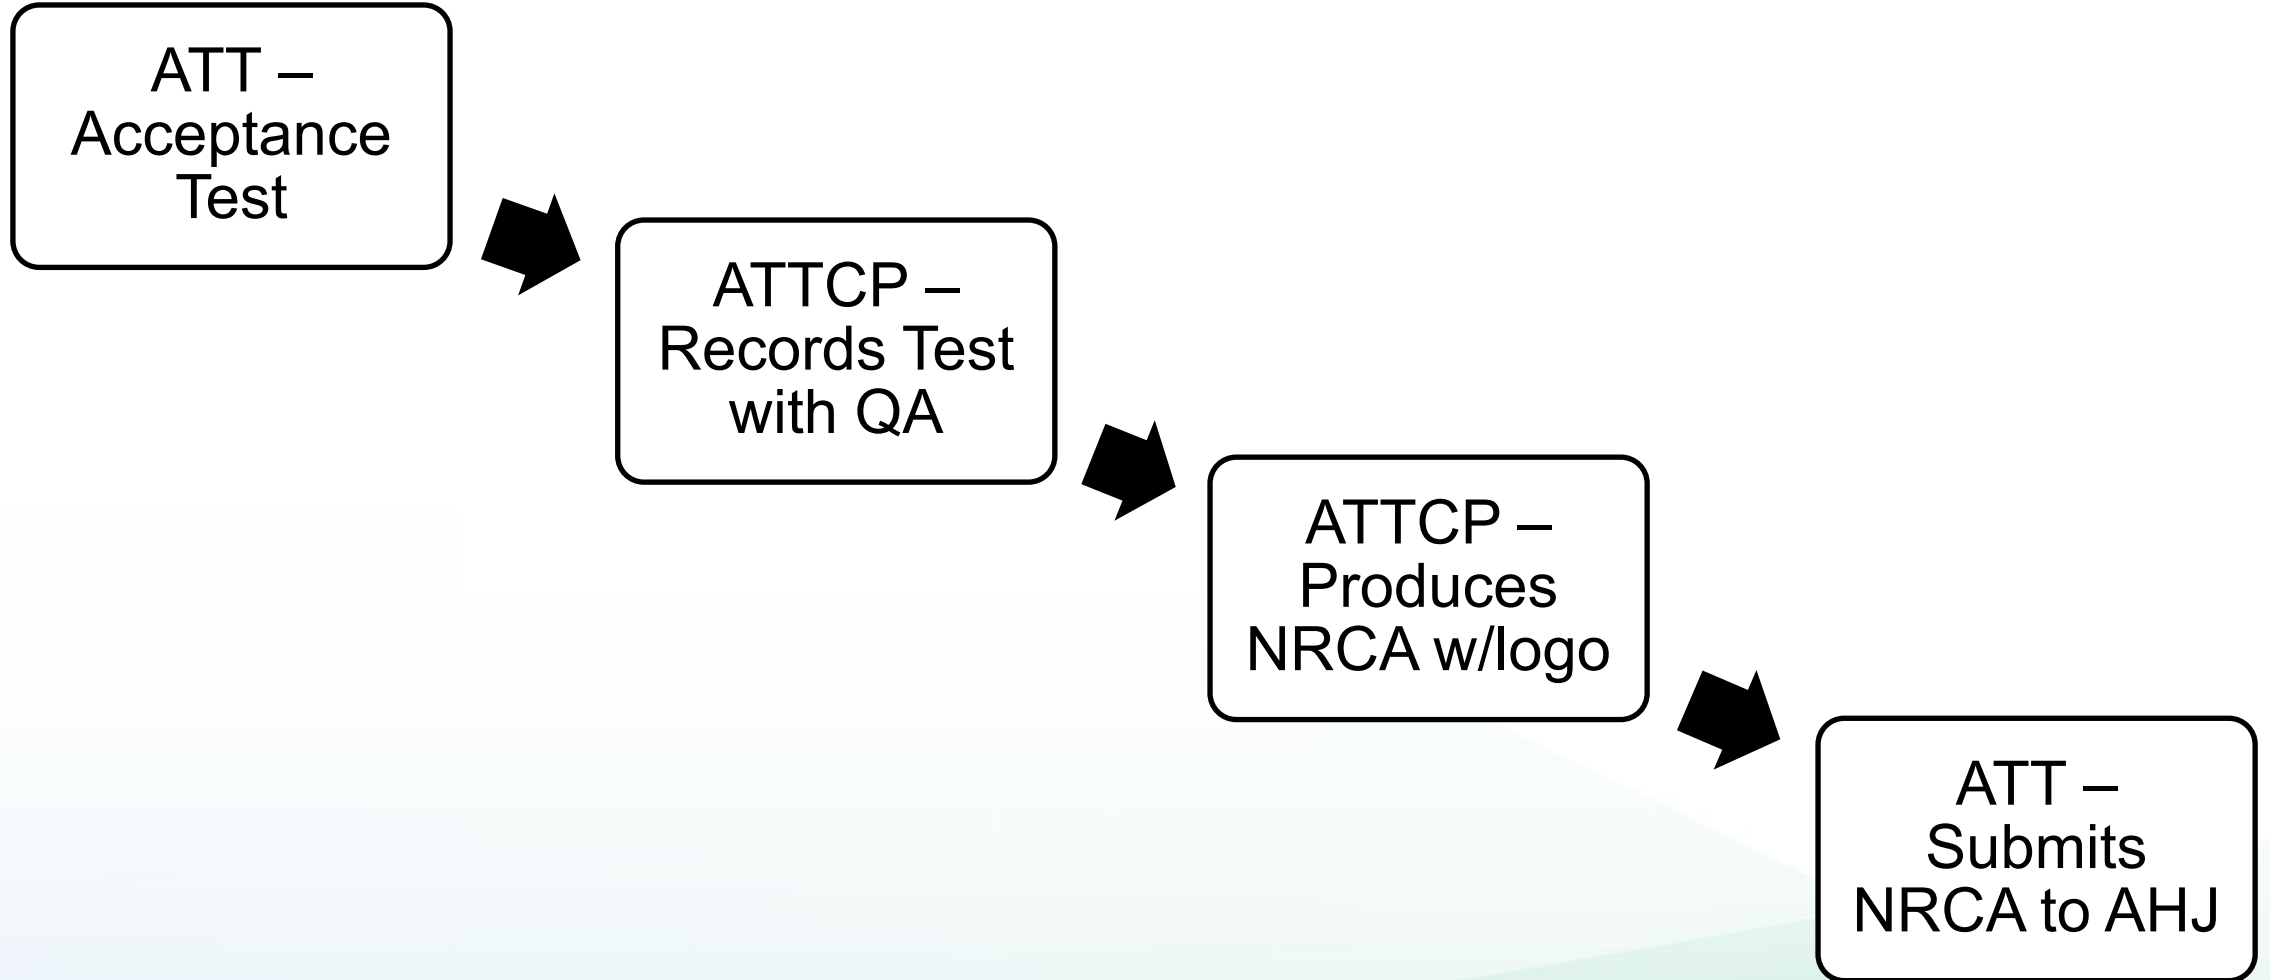 ATT –
Acceptance
Test
ATTCP –
Records Test
with QA
ATTCP –
Produces
NRCA w/logo
ATT –
Submits
NRCA to AHJ